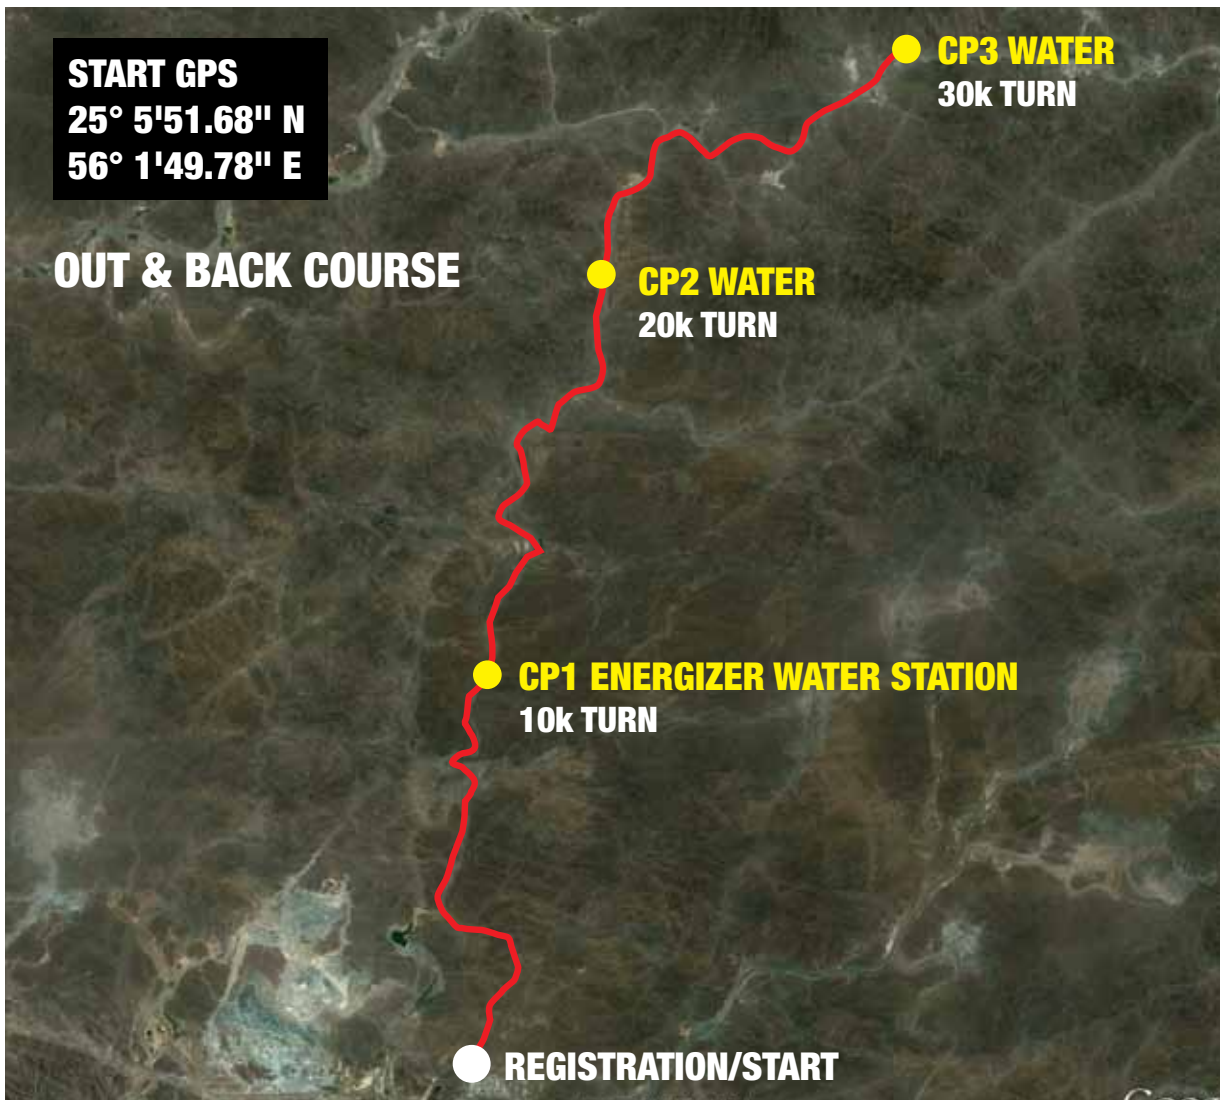 START GPS
25° 5'51.68" N
56° 1'49.78" E
CP3 WATER
30k TURN
OUT & BACK COURSE
CP2 WATER
20k TURN
CP1 ENERGIZER WATER STATION
10k TURN
REGISTRATION/START